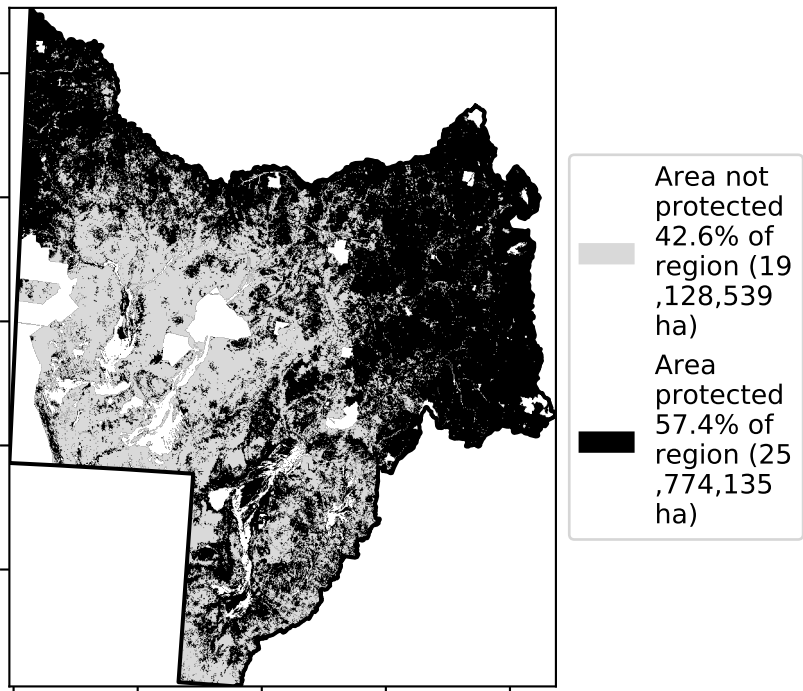 Area not
protected
42.6% of
region (19
,128,539
ha)
Area
protected
57.4% of
region (25
,774,135
ha)